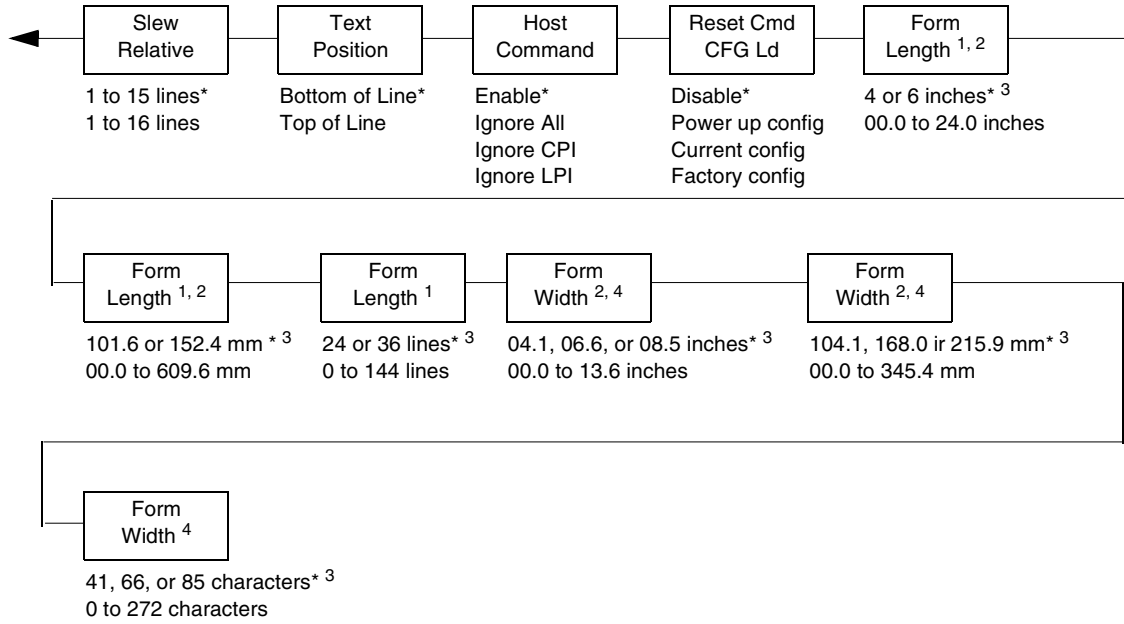 Slew
Relative
1 to 15 lines*
1 to 16 lines
Text
Position
Bottom of Line*
Top of Line
Host
Command
Enable*
Ignore All
Ignore CPI
Ignore LPI
Reset Cmd
CFG Ld
Disable*
Power up config
Current config
Factory config
Form
Length 1, 2
4 or 6 inches* 3
00.0 to 24.0 inches
Form
Length 1, 2
101.6 or 152.4 mm * 3
00.0 to 609.6 mm
Form
Length 1
24 or 36 lines* 3
0 to 144 lines
Form
Width 2, 4
04.1, 06.6, or 08.5 inches* 3
00.0 to 13.6 inches
Form
Width 2, 4
104.1, 168.0 ir 215.9 mm* 3
00.0 to 345.4 mm
Form
Width 4
41, 66, or 85 characters* 3
0 to 272 characters